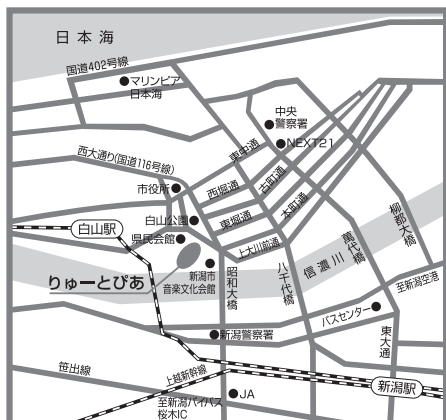 日本海
国道402号線
マリンピア
日本海
中央
警察署
NEXT21
東中通
西大通り(国道116号線)
市役所
西堀通
古町通
東堀通
本町通
白山公園
白山駅
県民会館
上大川前通
柳都大橋
りゅーとぴあ
新潟市
音楽文化会館
昭和大橋
八千代橋
信濃川
萬代橋
至新潟空港
バスセンター
東大通
新潟警察署
笹出線
上越新幹線
新潟駅
至新潟バイパス
桜木IC
JA